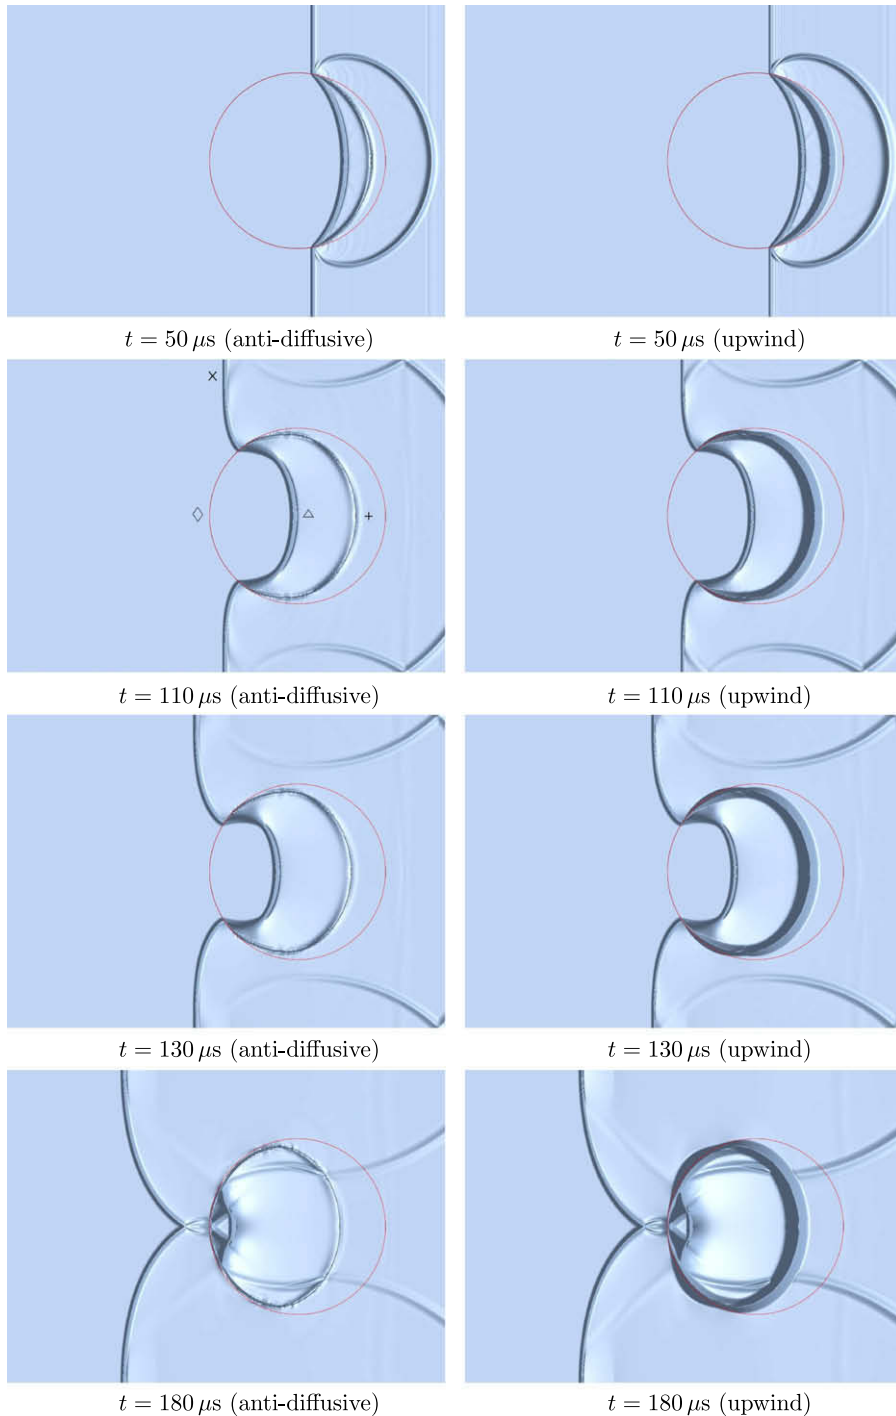 t = 50 μs (anti-diffusive) t = 50 μs (upwind)
t = 110 μs (anti-diffusive) t = 110 μs (upwind)
t = 130 μs (anti-diffusive) t = 130 μs (upwind)
t = 180 μs (anti-diffusive) t = 180 μs (upwind)